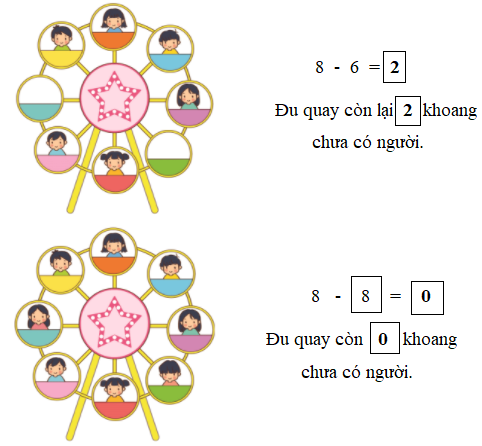 8 - 6 = 2
Đu quay còn lại 2 khoang
chưa có người.
8 - 8 = 0
Đu quay còn 0 khoang
chưa có người.